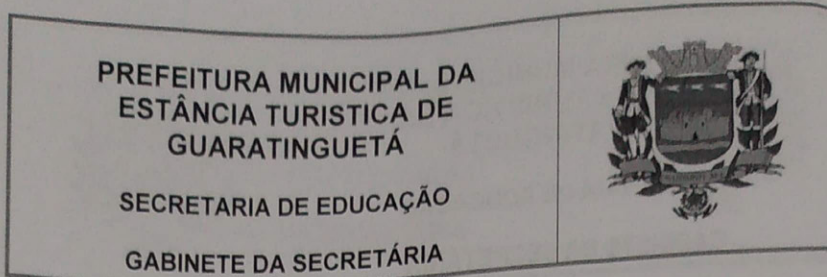 PREFEITURA MUNICIPAL DA
ESTÂNCIA TURISTICA DE
GUARATINGUETÁ
SECRETARIA DE EDUCAÇÃO
GABINETE DA SECRETÁRIA